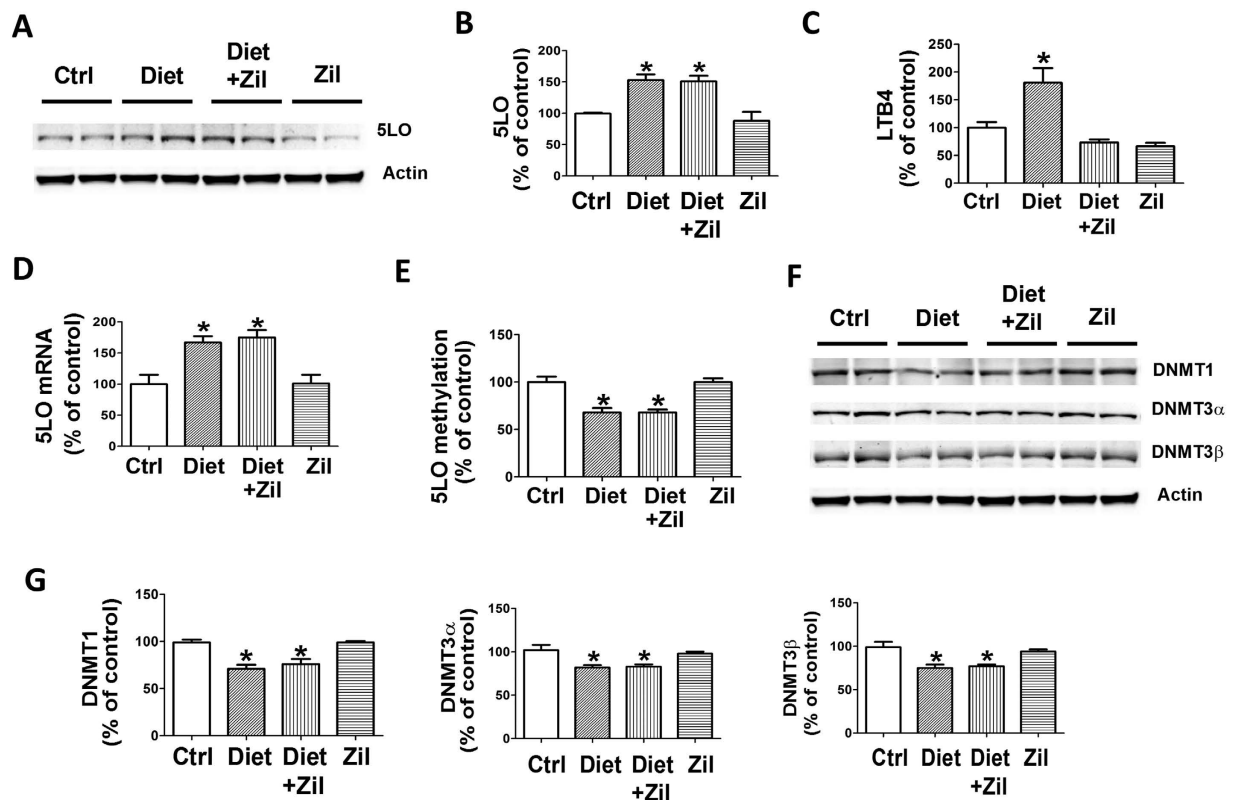 A
Ctrl Diet Diet Zil
+Zil
5LO
Actin
B
5LO
(% of control)
200
150
100
50
0
* *
Ctrl Diet Diet Zil
+Zil
C
LTB4
(% of control)
250
200
150
100
50
0
*
Ctrl Diet Diet Zil
+Zil
D
5LO mRNA
(% of control)
200
150
100
50
0
* *
Ctrl Diet Diet Zil
+Zil
E
5LO methylation
(% of control)
150
100
50
0
* *
Ctrl Diet Diet Zil
+Zil
F
Ctrl Diet Diet Zil
+Zil
DNMT1
DNMT3α
DNMT3β
Actin
G
DNMT1
(% of control)
150
100
50
0
* *
Ctrl Diet Diet Zil
+Zil
DNMT3α
(% of control)
150
100
50
0
* *
Ctrl Diet Diet Zil
+Zil
DNMT3β
(% of control)
150
100
50
0
* *
Ctrl Diet Diet Zil
+Zil